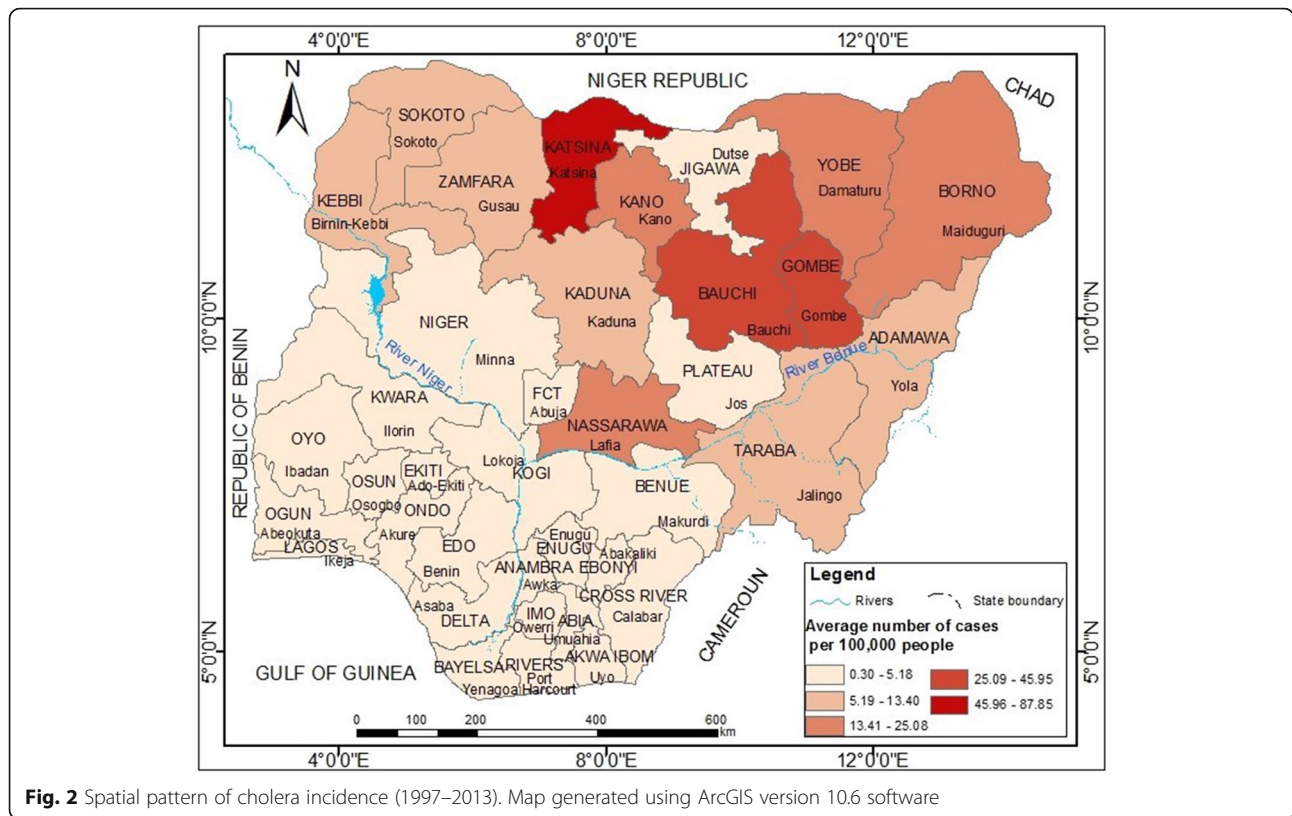 4°0'0"E 8°0'0"E 12°0'0"E
N
NIGER REPUBLIC
CHAD
SOKOTO
Sokoto
KATSINA
Katsina
Dutse
JIGAWA
YOBE
Damaturu
ZAMFARA
Gusau
KANO
Kano
BORNO
Maiduguri
KEBBI
Birnin-Kebbi
GOMBE
Gombe
BAUCHI
Bauchi
KADUNA
Kaduna
10°0'0"N
10°0'0"N
NIGER
Minna
ADAMAWA
Yola
River Benue
PLATEAU
Jos
River Niger
REPUBLIC OF BENIN
KWARA
Ilorin
FCT
Abuja
NASSARAWA
Lafia
TARABA
Jalingo
OYO
Ibadan
Lokoja
KOGI
BENUE
Makurdi
EKITI
Ado-Ekiti
OSUN
Osogbo
ONDO
Akure
OGUN
Abeokuta
LAGOS
Ikeja
EDO
Benin
Enugu
ENUGU
Abakaliki
ANAMBRA
EBONYI
Awka
CROSS RIVER
Calabar
Asaba
DELTA
IMO
Owerri
ABIA
Umuahia
AKWA IBOM
Uyo
BAYELSA
Yenagoa
RIVERS
Port
Harcourt
CAMEROUN
GULF OF GUINEA
5°0'0"N
5°0'0"N
Legend
Rivers State boundary
Average number of cases
per 100,000 people
0.30 - 5.18
5.19 - 13.40
13.41 - 25.08
25.09 - 45.95
45.96 - 87.85
0 100 200 400 600
km
4°0'0"E 8°0'0"E 12°0'0"E
Fig. 2 Spatial pattern of cholera incidence (1997–2013). Map generated using ArcGIS version 10.6 software